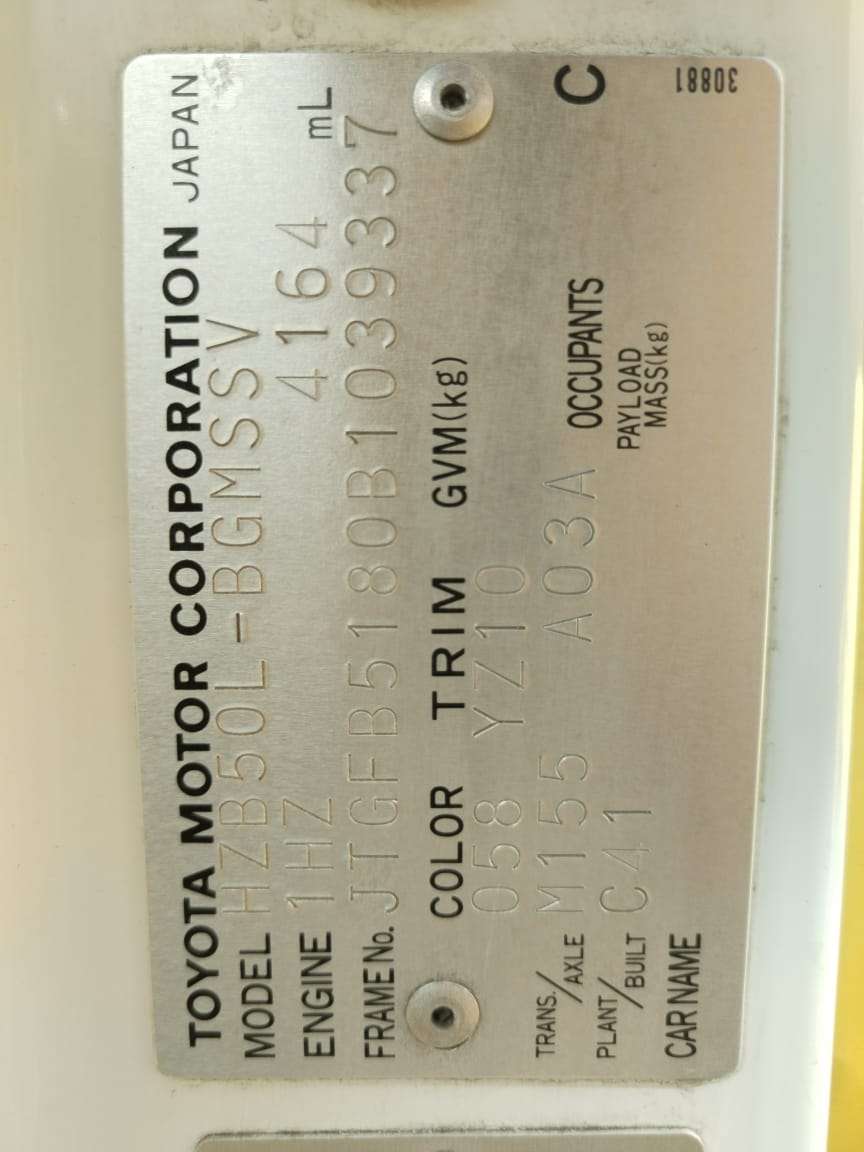 TOYOTA MOTOR CORPORATION JAPAN
MODEL HZB50L-BGMSSV
ENGINE 1HZ 4164 mL
FRAME No. JTGFB5180B1039337
COLOR TRIM GVM(kg)
058 YZ10
TRANS./AXLE M155 A03A OCCUPANTS C
PLANT/BUILT C41 PAYLOAD MASS(kg)
CAR NAME
30881